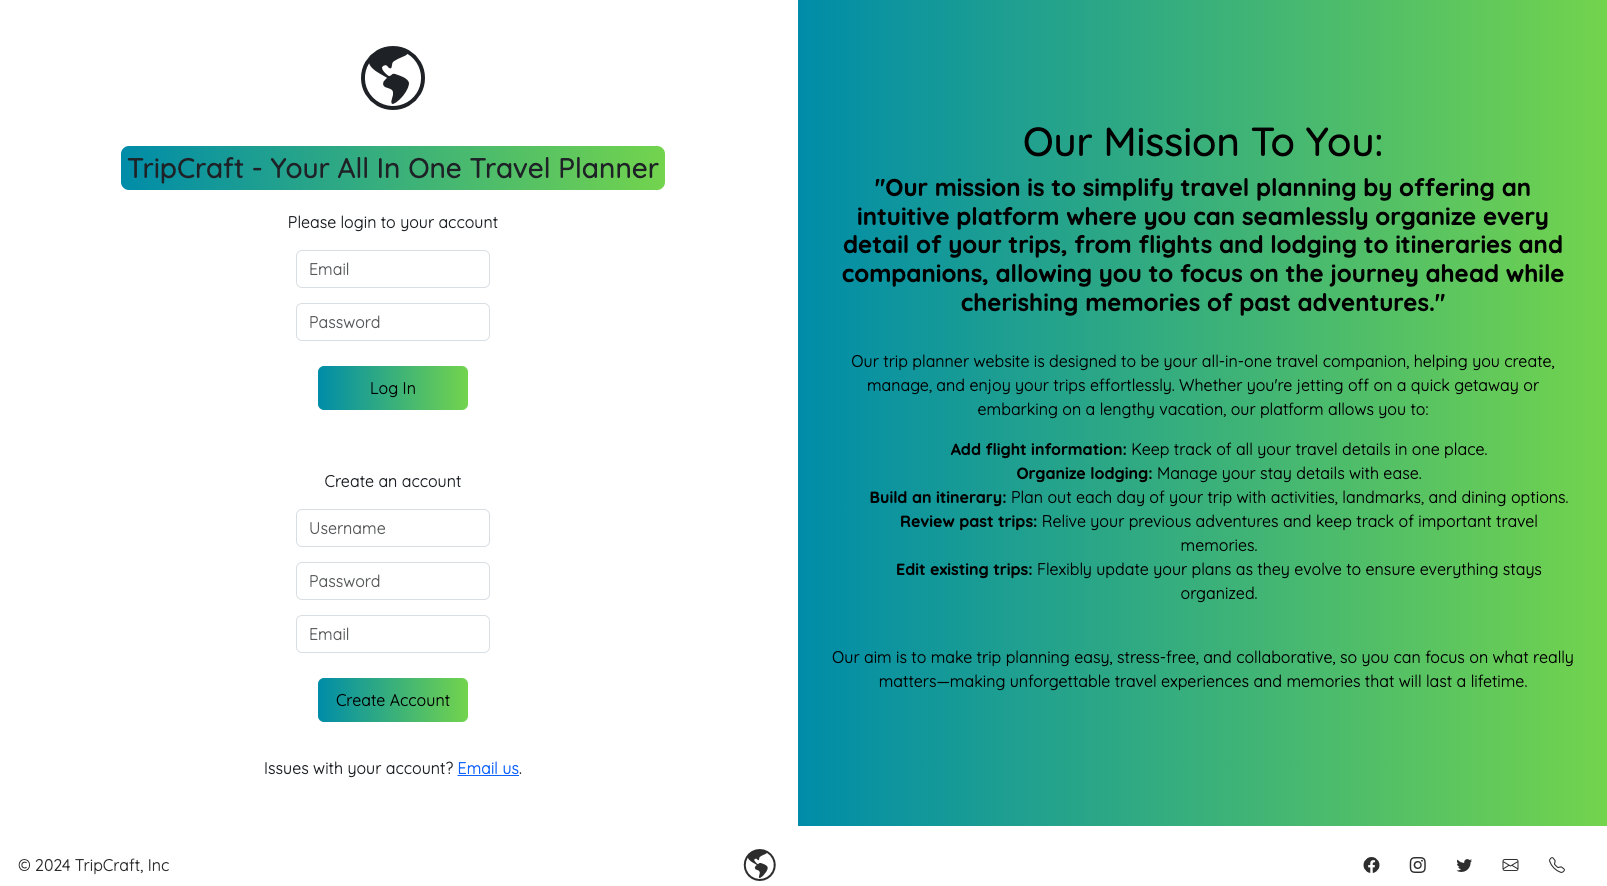 TripCraft - Your All In One Travel Planner
Please login to your account
Email
Password
Log In
Create an account
Username
Password
Email
Create Account
Issues with your account? Email us.
Our Mission To You:
"Our mission is to simplify travel planning by offering an
intuitive platform where you can seamlessly organize every
detail of your trips, from flights and lodging to itineraries and
companions, allowing you to focus on the journey ahead while
cherishing memories of past adventures."
Our trip planner website is designed to be your all-in-one travel companion, helping you create,
manage, and enjoy your trips effortlessly. Whether you're jetting off on a quick getaway or
embarking on a lengthy vacation, our platform allows you to:
Add flight information: Keep track of all your travel details in one place.
Organize lodging: Manage your stay details with ease.
Build an itinerary: Plan out each day of your trip with activities, landmarks, and dining options.
Review past trips: Relive your previous adventures and keep track of important travel
memories.
Edit existing trips: Flexibly update your plans as they evolve to ensure everything stays
organized.
Our aim is to make trip planning easy, stress-free, and collaborative, so you can focus on what really
matters—making unforgettable travel experiences and memories that will last a lifetime.
© 2024 TripCraft, Inc